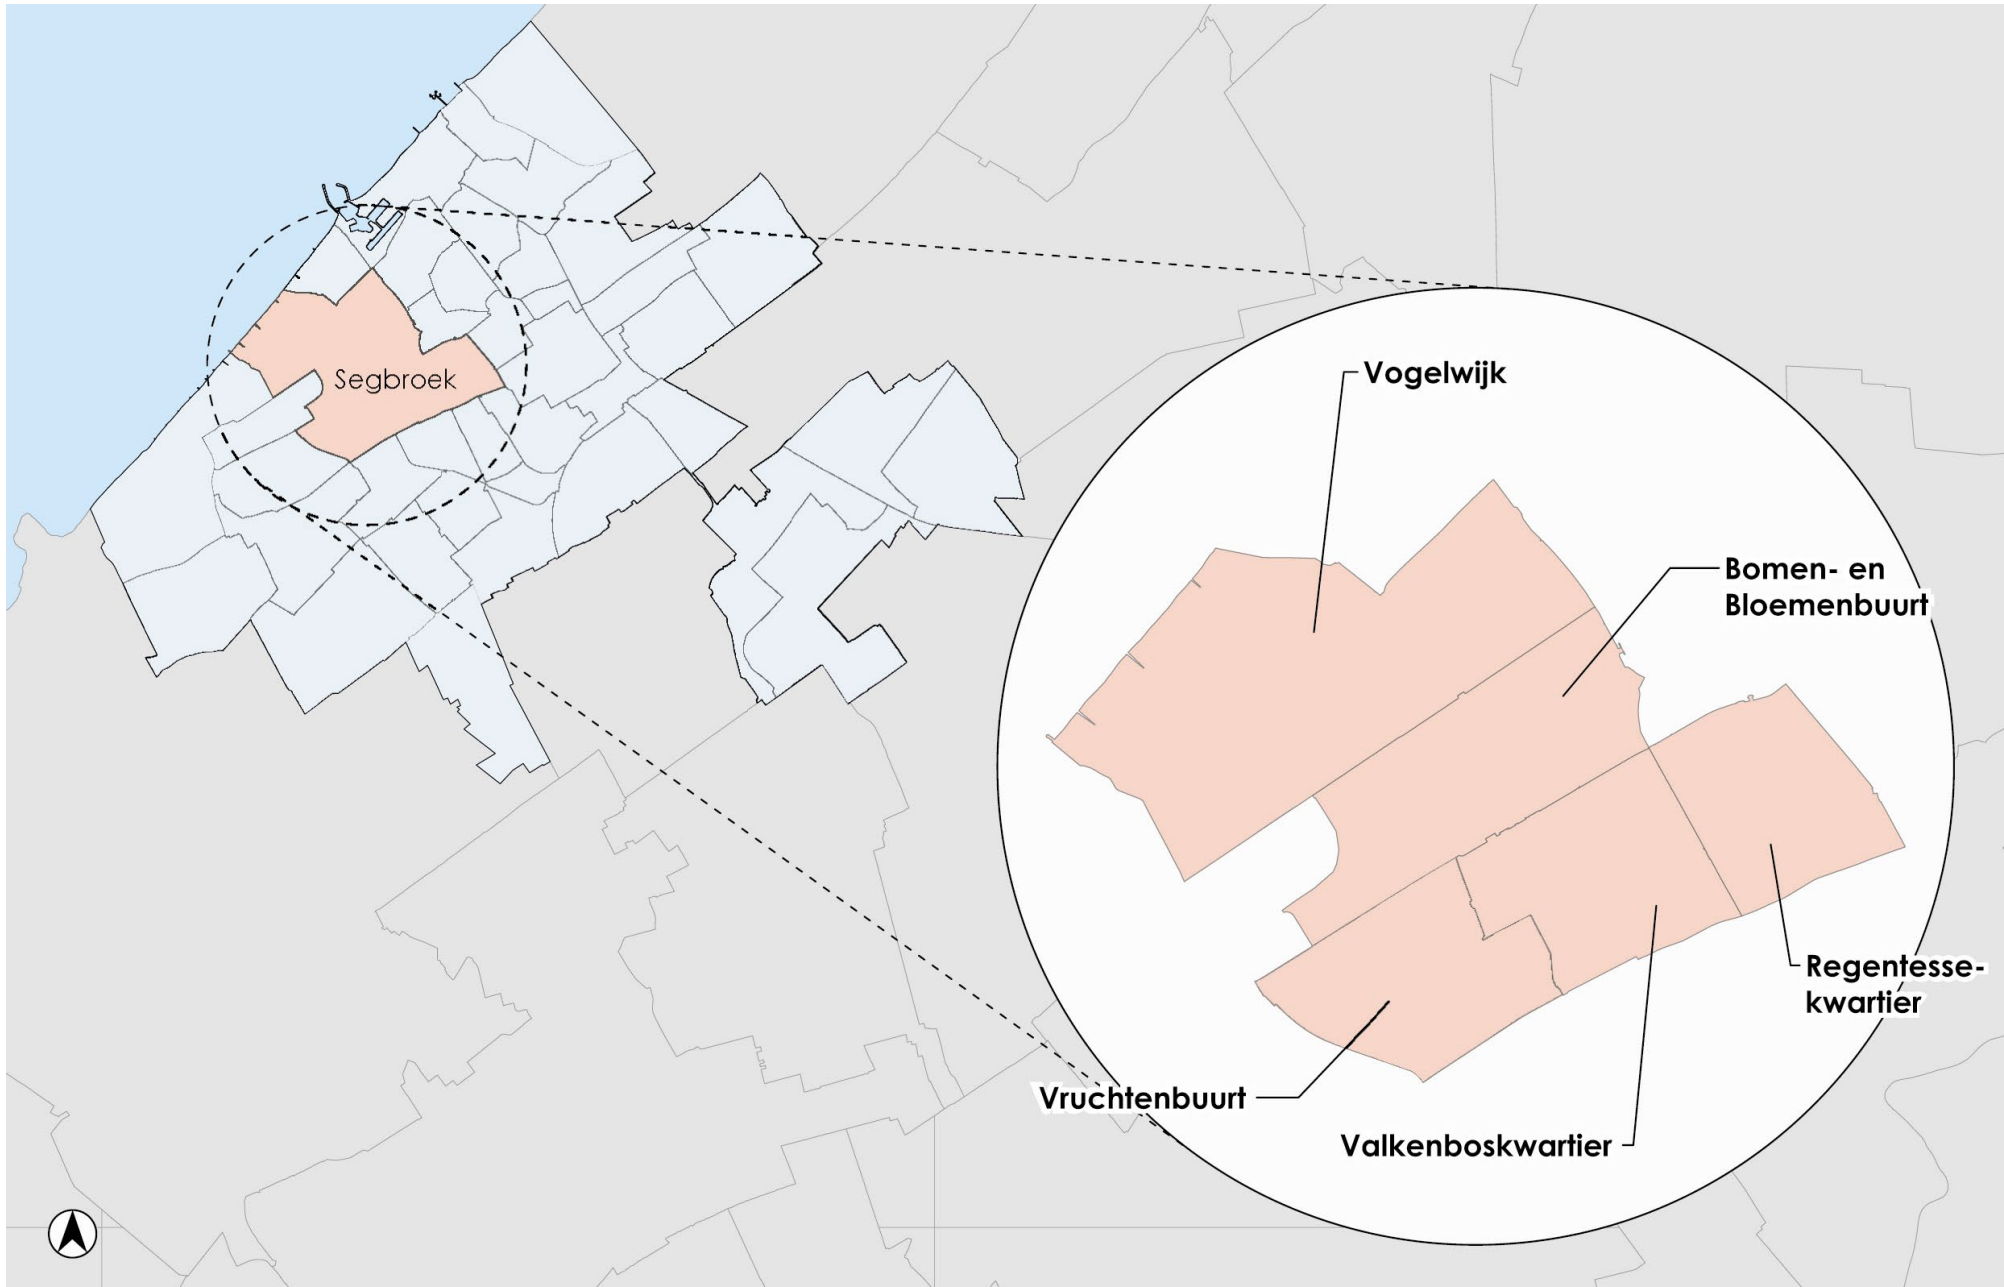 Segbroek
Vogelwijk
Bomen- en
Bloemenbuurt
Regentesse-
kwartier
Vruchtenbuurt
Valkenboskwartier